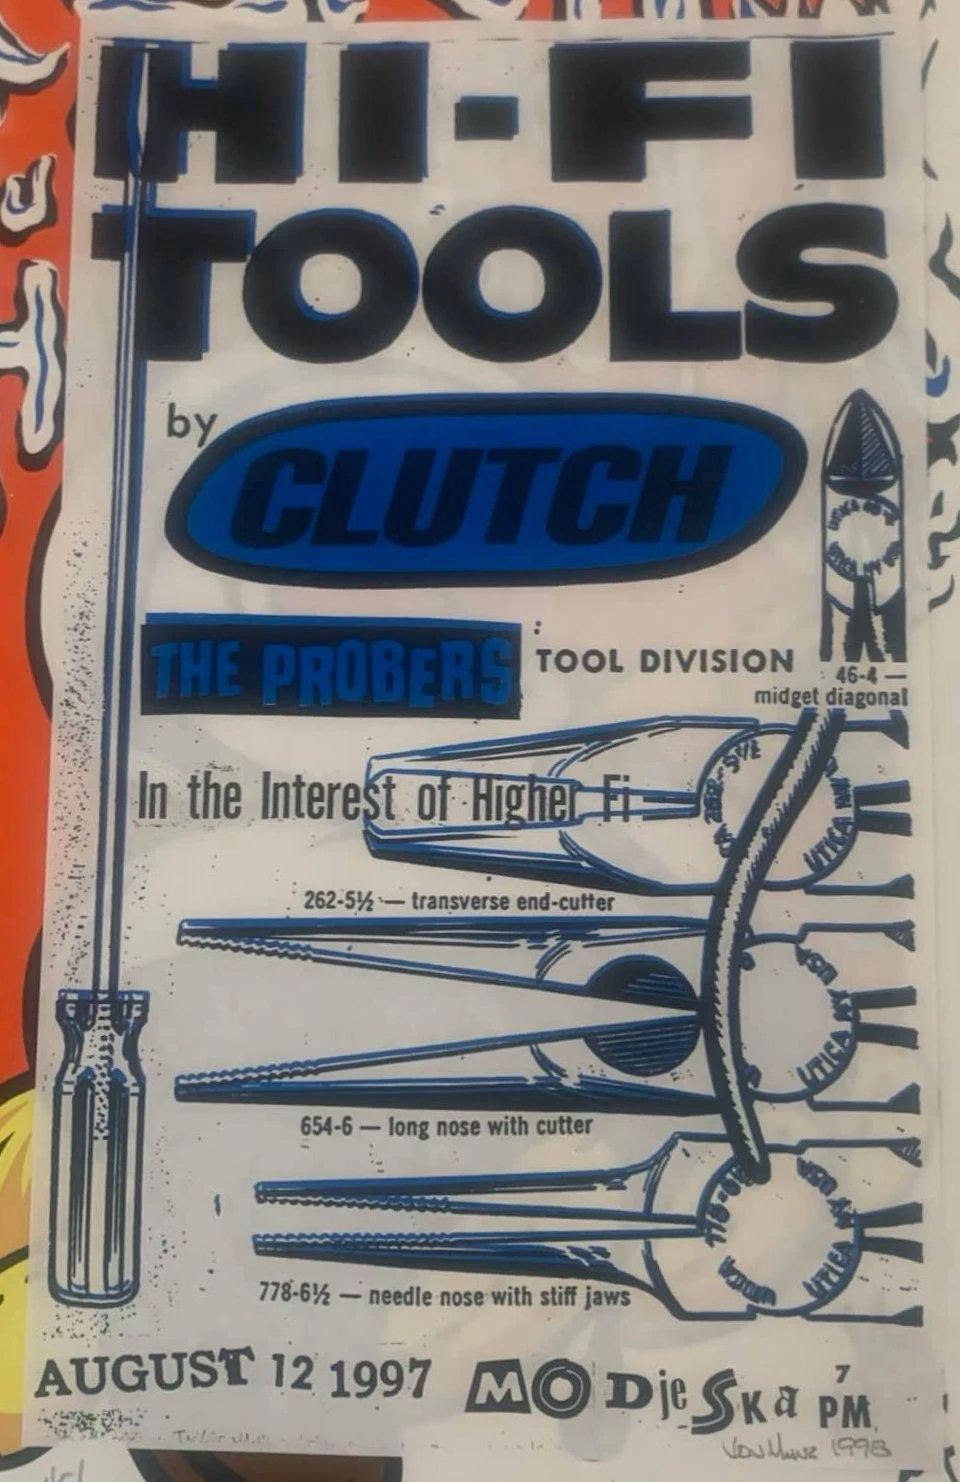 HI-FI
TOOLS
by
CLUTCH
THE PROBERS
TOOL DIVISION
46-4 —
midget diagonal
In the Interest of Higher Fi
262-5½ — transverse end-cutter
654-6 — long nose with cutter
778-6½ — needle nose with stiff jaws
AUGUST 12 1997 MODjeSKa 7 PM
1998